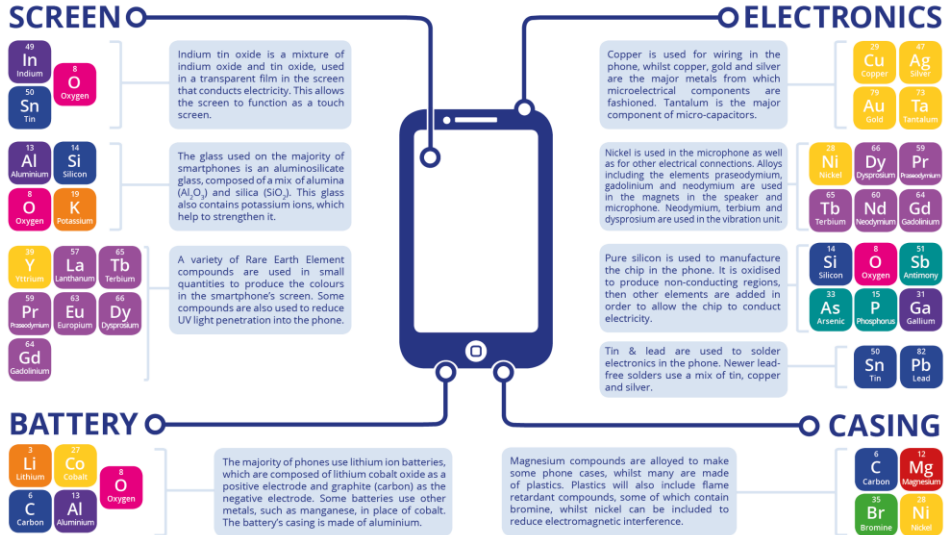 SCREEN
49
In
Indium
8
O
Oxygen
50
Sn
Tin
Indium tin oxide is a mixture of
indium oxide and tin oxide, used
in a transparent film in the screen
that conducts electricity. This allows
the screen to function as a touch
screen.
13
Al
Aluminium
14
Si
Silicon
8
O
Oxygen
19
K
Potassium
The glass used on the majority of
smartphones is an aluminosilicate
glass, composed of a mix of alumina
(Al₂O₃) and silica (SiO₂). This glass
also contains potassium ions, which
help to strengthen it.
39
Y
Yttrium
57
La
Lanthanum
65
Tb
Terbium
59
Pr
Praseodymium
63
Eu
Europium
66
Dy
Dysprosium
64
Gd
Gadolinium
A variety of Rare Earth Element
compounds are used in small
quantities to produce the colours
in the smartphone's screen. Some
compounds are also used to reduce
UV light penetration into the phone.
ELECTRONICS
Copper is used for wiring in the
phone, whilst copper, gold and silver
are the major metals from which
microelectrical components are
fashioned. Tantalum is the major
component of micro-capacitors.
29
Cu
Copper
47
Ag
Silver
79
Au
Gold
73
Ta
Tantalum
Nickel is used in the microphone as well
as for other electrical connections. Alloys
including the elements praseodymium,
gadolinium and neodymium are used
in the magnets in the speaker and
microphone. Neodymium, terbium and
dysprosium are used in the vibration unit.
28
Ni
Nickel
66
Dy
Dysprosium
59
Pr
Praseodymium
65
Tb
Terbium
60
Nd
Neodymium
64
Gd
Gadolinium
Pure silicon is used to manufacture
the chip in the phone. It is oxidised
to produce non-conducting regions,
then other elements are added in
order to allow the chip to conduct
electricity.
14
Si
Silicon
8
O
Oxygen
51
Sb
Antimony
33
As
Arsenic
15
P
Phosphorus
31
Ga
Gallium
Tin & lead are used to solder
electronics in the phone. Newer lead-
free solders use a mix of tin, copper
and silver.
50
Sn
Tin
82
Pb
Lead
BATTERY
3
Li
Lithium
27
Co
Cobalt
8
O
Oxygen
6
C
Carbon
13
Al
Aluminium
The majority of phones use lithium ion batteries,
which are composed of lithium cobalt oxide as a
positive electrode and graphite (carbon) as the
negative electrode. Some batteries use other
metals, such as manganese, in place of cobalt.
The battery's casing is made of aluminium.
CASING
Magnesium compounds are alloyed to make
some phone cases, whilst many are made
of plastics. Plastics will also include flame
retardant compounds, some of which contain
bromine, whilst nickel can be included to
reduce electromagnetic interference.
6
C
Carbon
12
Mg
Magnesium
35
Br
Bromine
28
Ni
Nickel